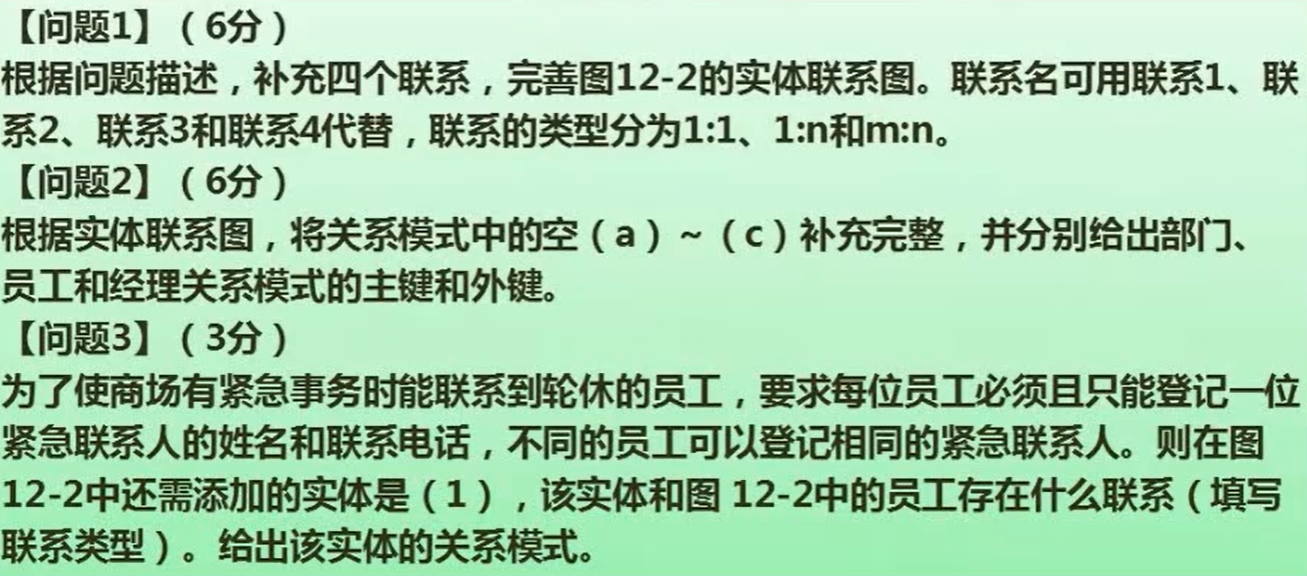 【问题1】（6分）
根据问题描述，补充四个联系，完善图12-2的实体联系图。联系名可用联系1、联
系2、联系3和联系4代替，联系的类型分为1:1、1:n和m:n。
【问题2】（6分）
根据实体联系图，将关系模式中的空（a）~（c）补充完整，并分别给出部门、
员工和经理关系模式的主键和外键。
【问题3】（3分）
为了使商场有紧急事务时能联系到轮休的员工，要求每位员工必须且只能登记一位
紧急联系人的姓名和联系电话，不同的员工可以登记相同的紧急联系人。则在图
12-2中还需添加的实体是（1），该实体和图 12-2中的员工存在什么联系（填写
联系类型）。给出该实体的关系模式。